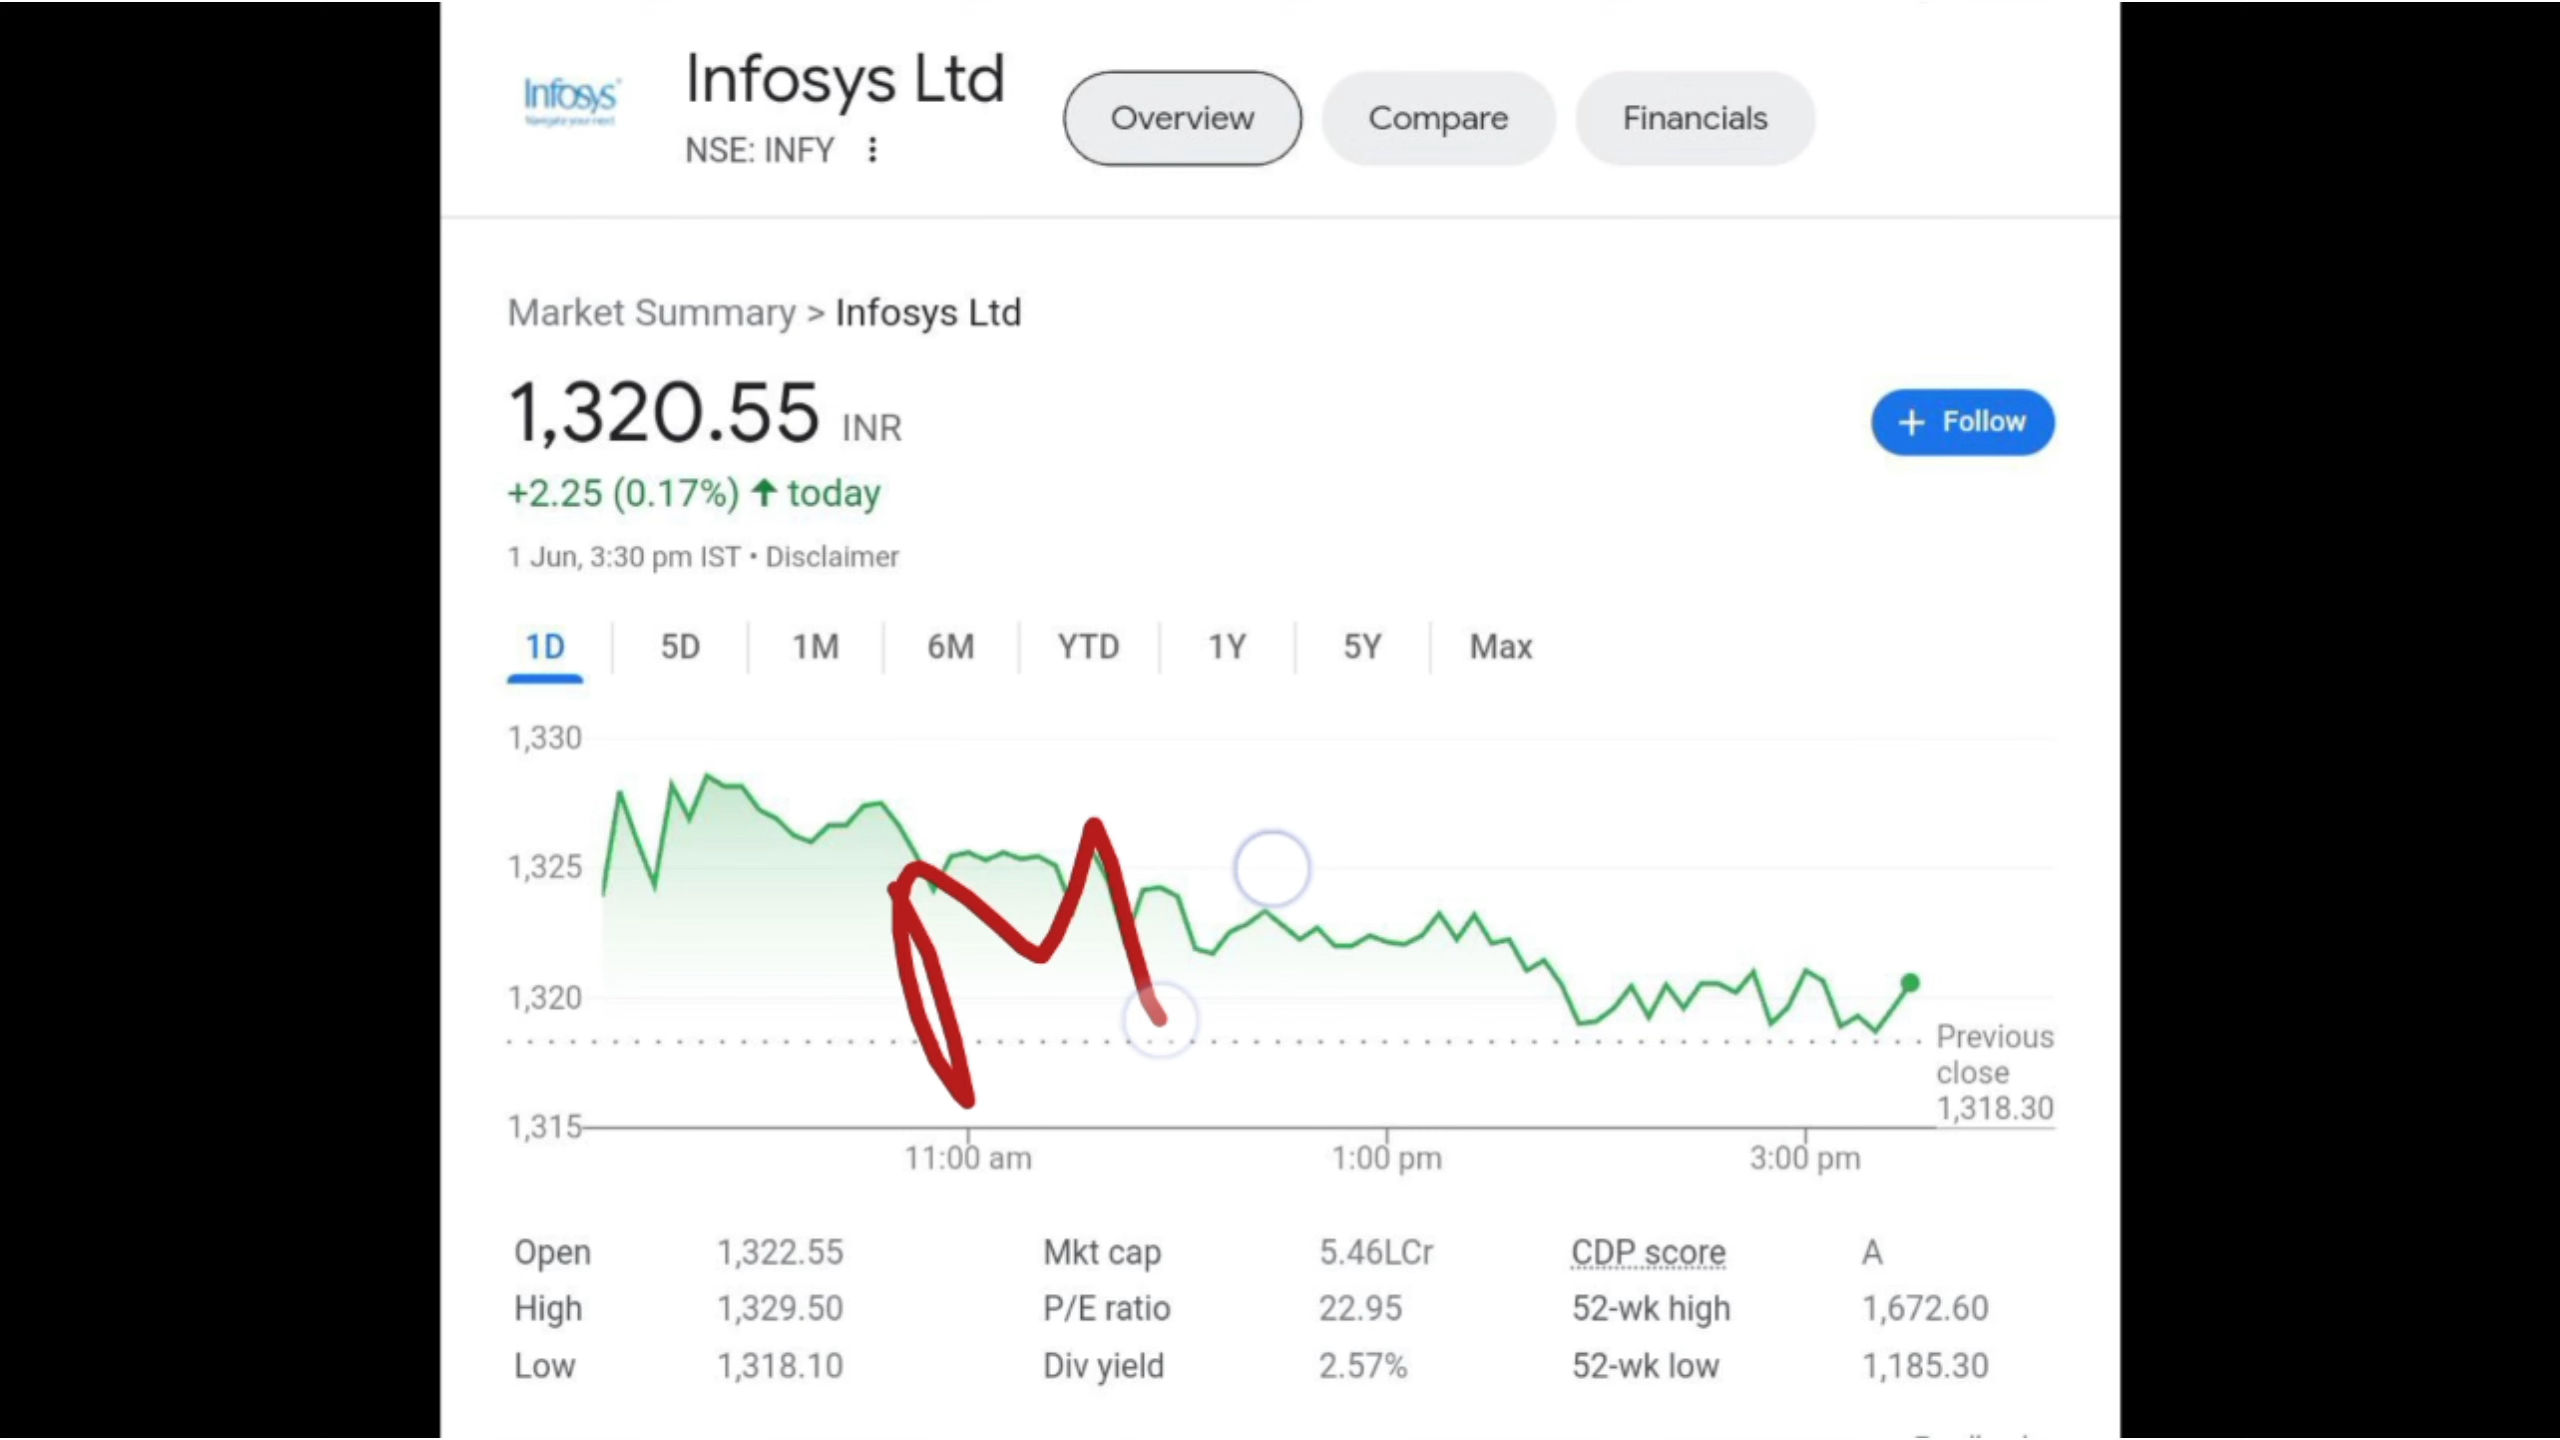 Infosys
Navigate your next
Infosys Ltd
NSE: INFY
Overview
Compare
Financials
Market Summary > Infosys Ltd
1,320.55 INR
+ Follow
+2.25 (0.17%) ↑ today
1 Jun, 3:30 pm IST • Disclaimer
1D 5D 1M 6M YTD 1Y 5Y Max
1,330
1,325
1,320
1,315
Previous
close
1,318.30
11:00 am 1:00 pm 3:00 pm
Open 1,322.55 Mkt cap 5.46LCr CDP score A
High 1,329.50 P/E ratio 22.95 52-wk high 1,672.60
Low 1,318.10 Div yield 2.57% 52-wk low 1,185.30